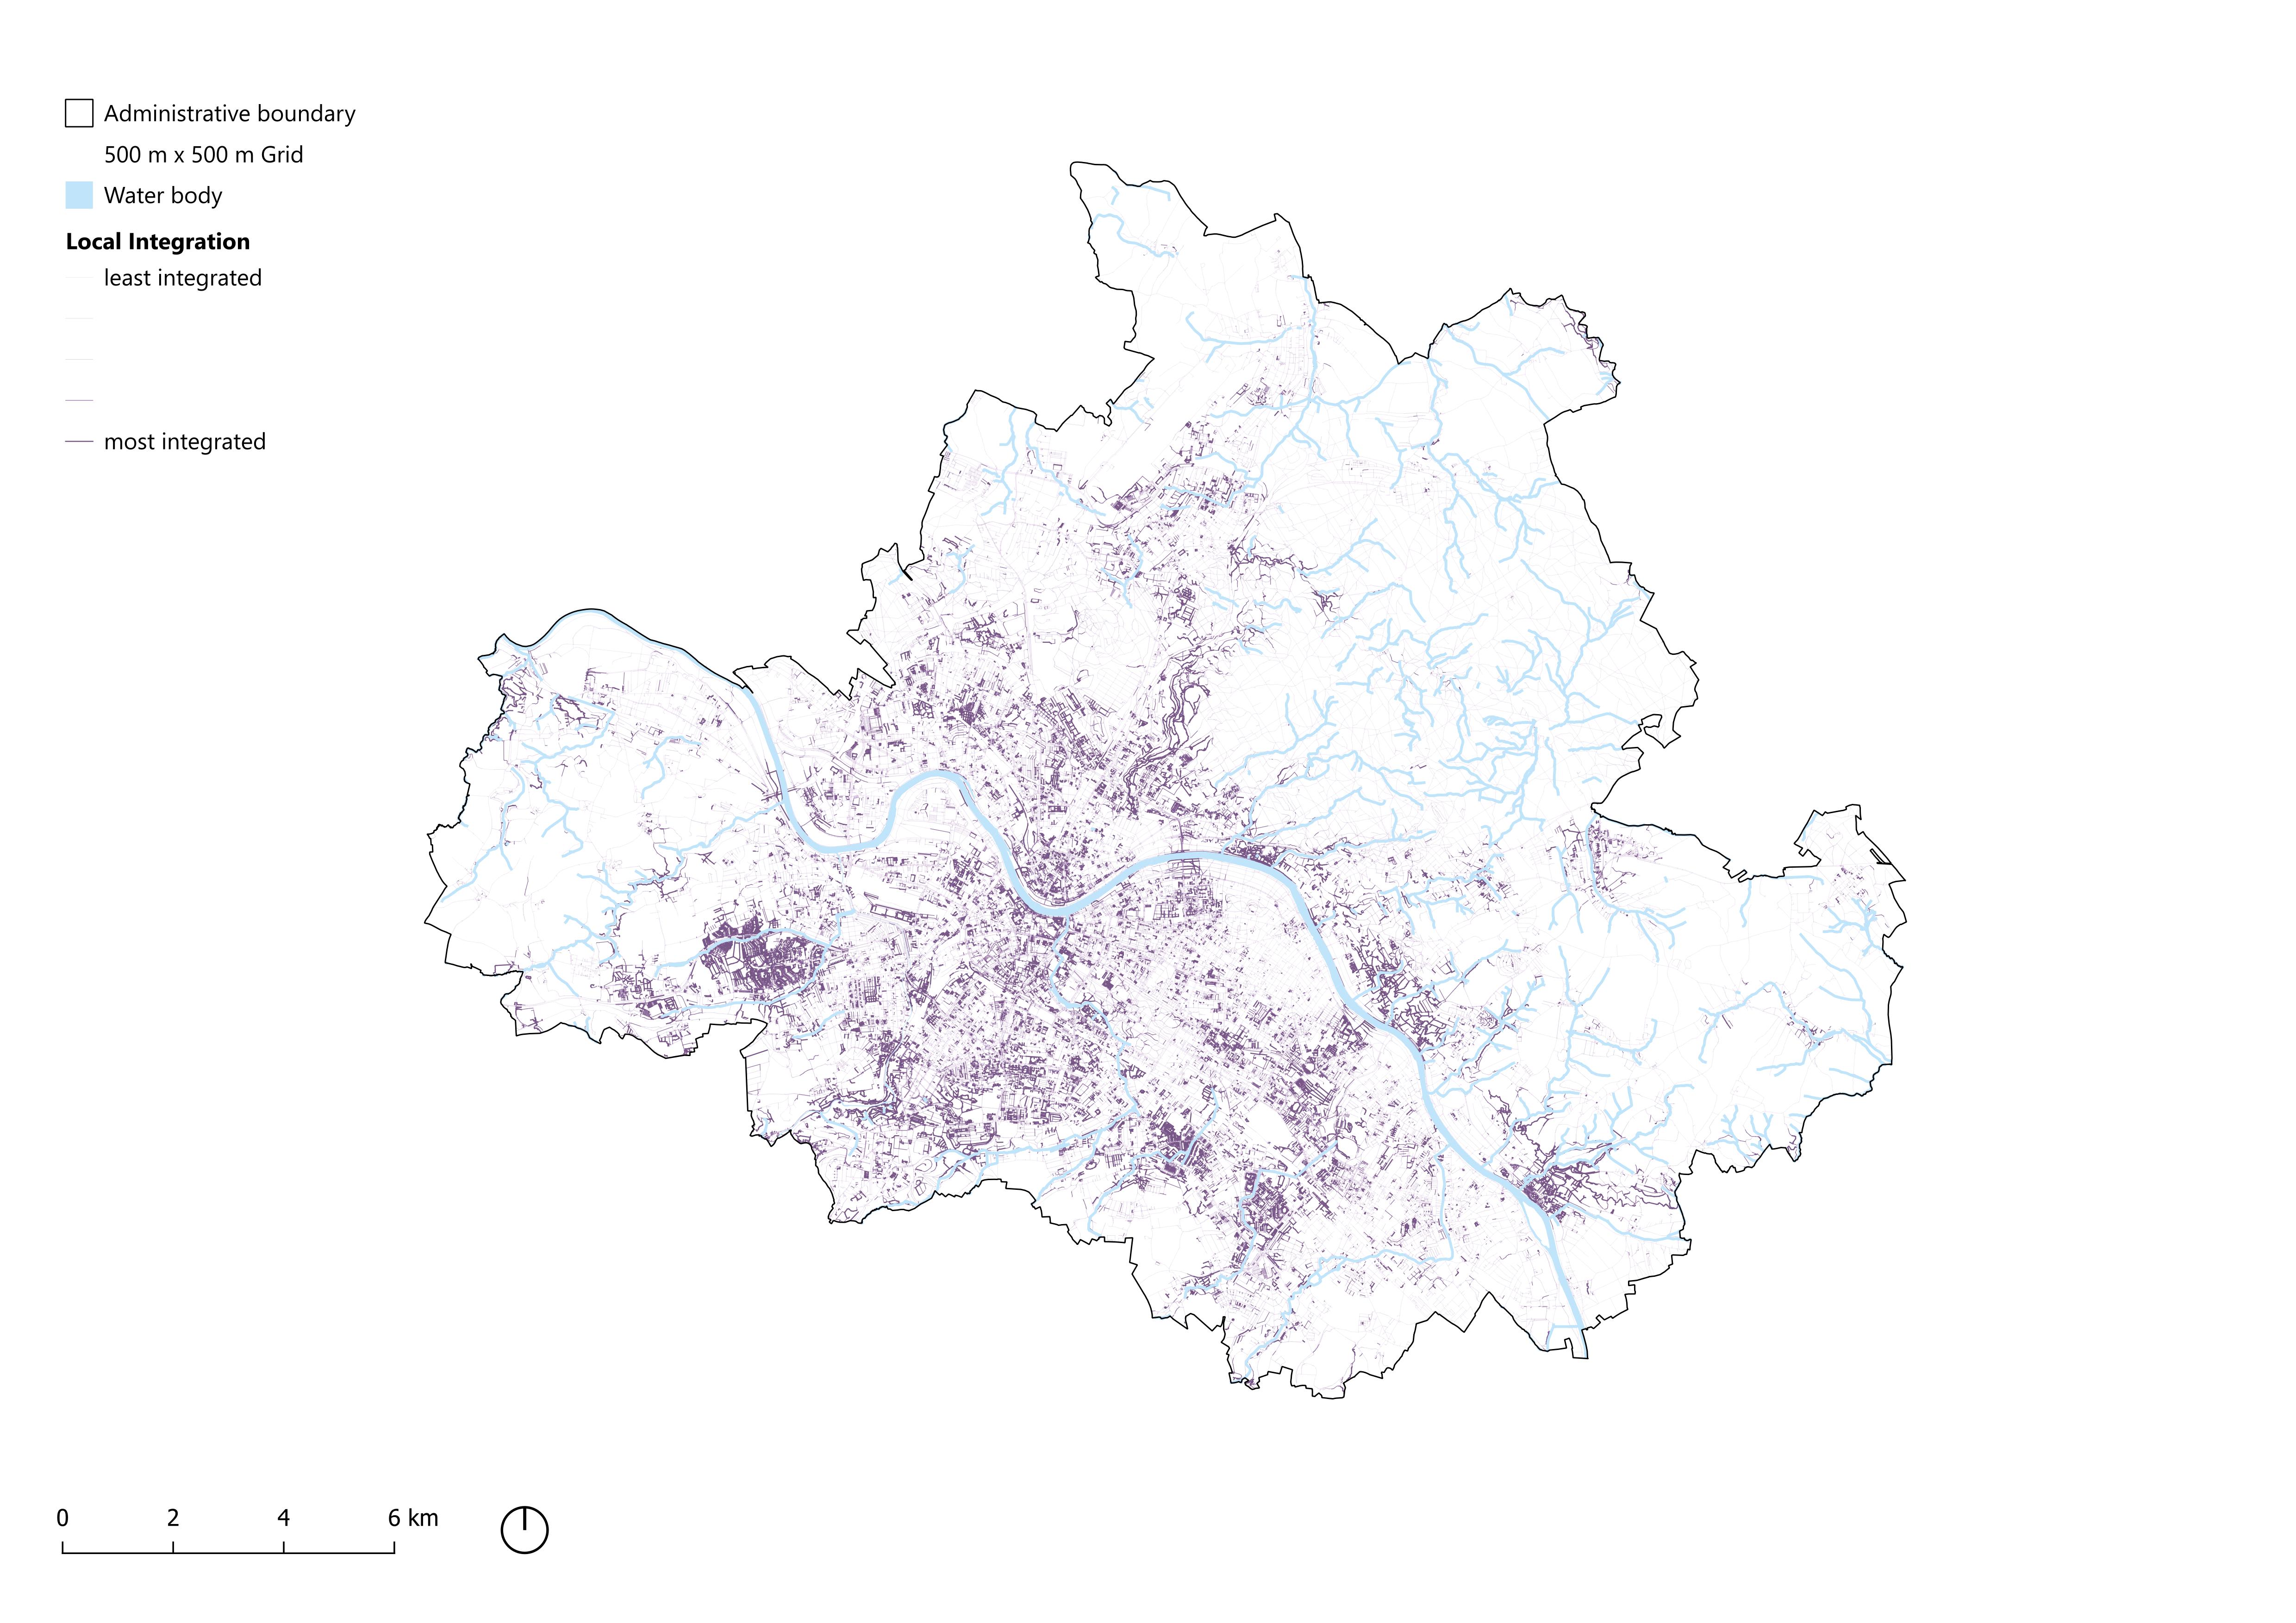 Administrative boundary
500 m x 500 m Grid
Water body
Local Integration
least integrated
most integrated
0 2 4 6 km